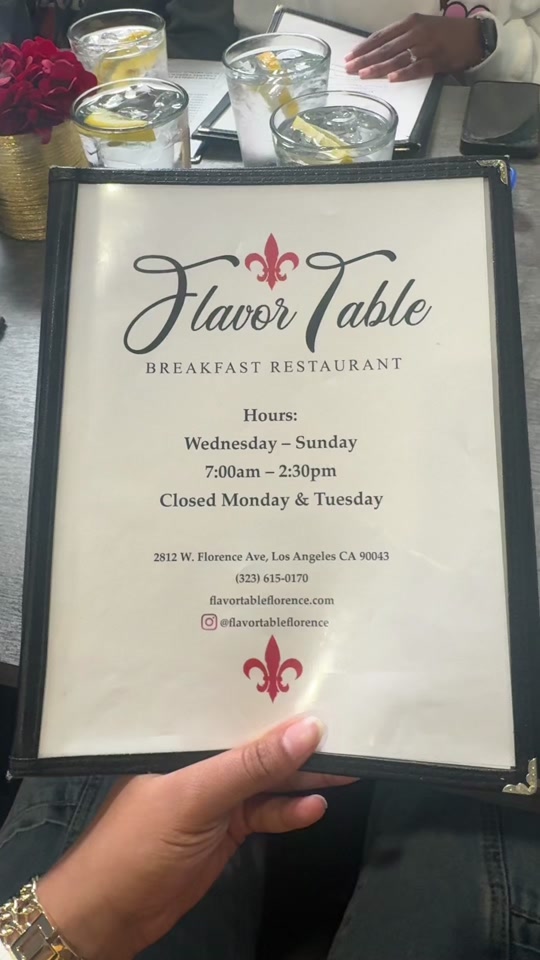 Flavor Table
BREAKFAST RESTAURANT
Hours:
Wednesday – Sunday
7:00am – 2:30pm
Closed Monday & Tuesday
2812 W. Florence Ave, Los Angeles CA 90043
(323) 615-0170
flavortableflorence.com
@flavortableflorence